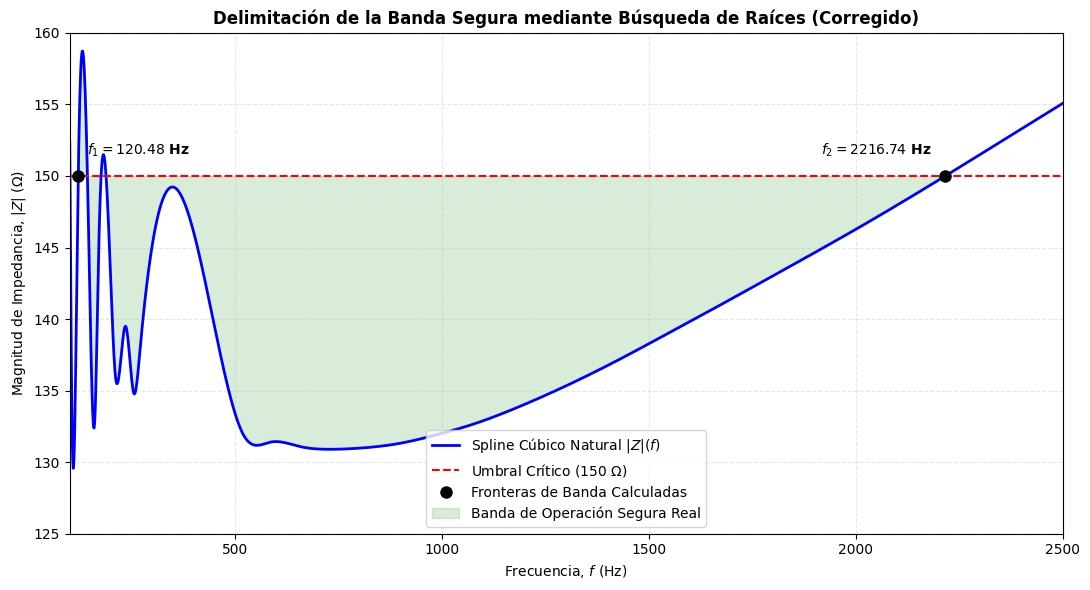 Delimitación de la Banda Segura mediante Búsqueda de Raíces (Corregido)
160
155
150
145
140
135
130
125
Magnitud de Impedancia, |Z| (Ω)
f₁ = 120.48 Hz
f₂ = 2216.74 Hz
Spline Cúbico Natural |Z|(f)
Umbral Crítico (150 Ω)
Fronteras de Banda Calculadas
Banda de Operación Segura Real
500
1000
1500
2000
2500
Frecuencia, f (Hz)